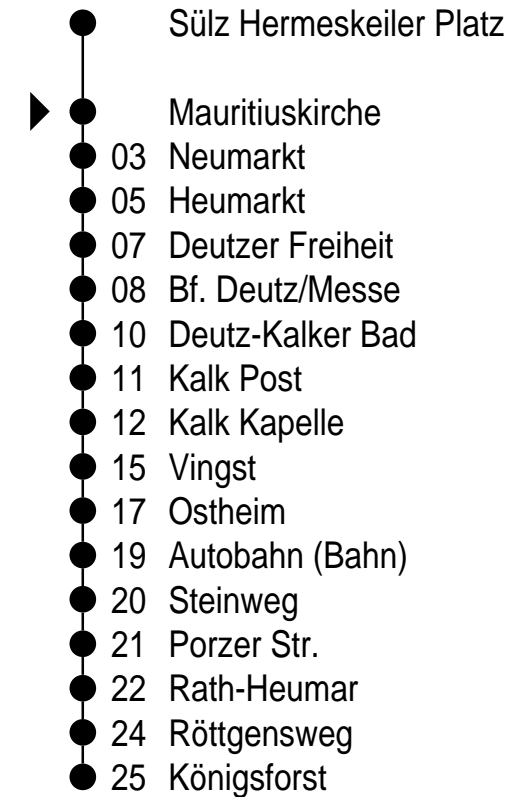 Sülz Hermeskeiler Platz
Mauritiuskirche
03 Neumarkt
05 Heumarkt
07 Deutzer Freiheit
08 Bf. Deutz/Messe
10 Deutz-Kalker Bad
11 Kalk Post
12 Kalk Kapelle
15 Vingst
17 Ostheim
19 Autobahn (Bahn)
20 Steinweg
21 Porzer Str.
22 Rath-Heumar
24 Röttgensweg
25 Königsforst